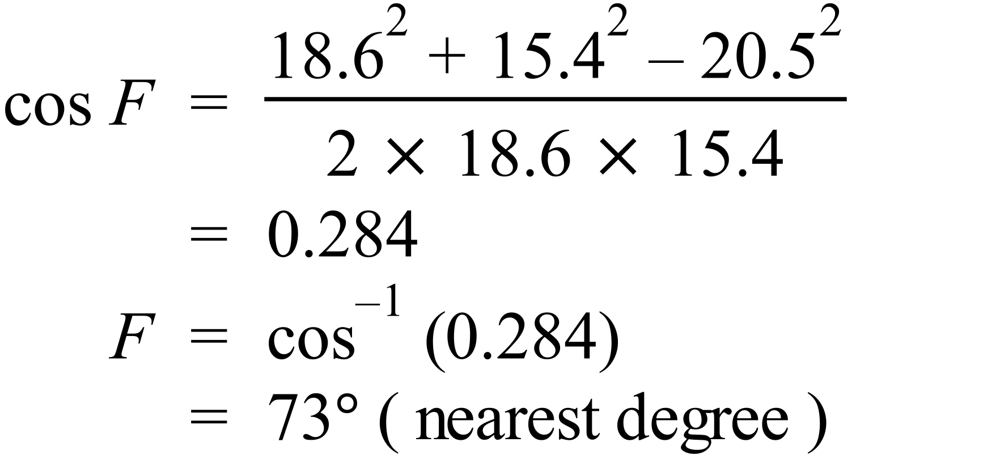 cos F = (18.6² + 15.4² – 20.5²) / (2 × 18.6 × 15.4)
= 0.284
F = cos⁻¹ (0.284)
= 73° ( nearest degree )